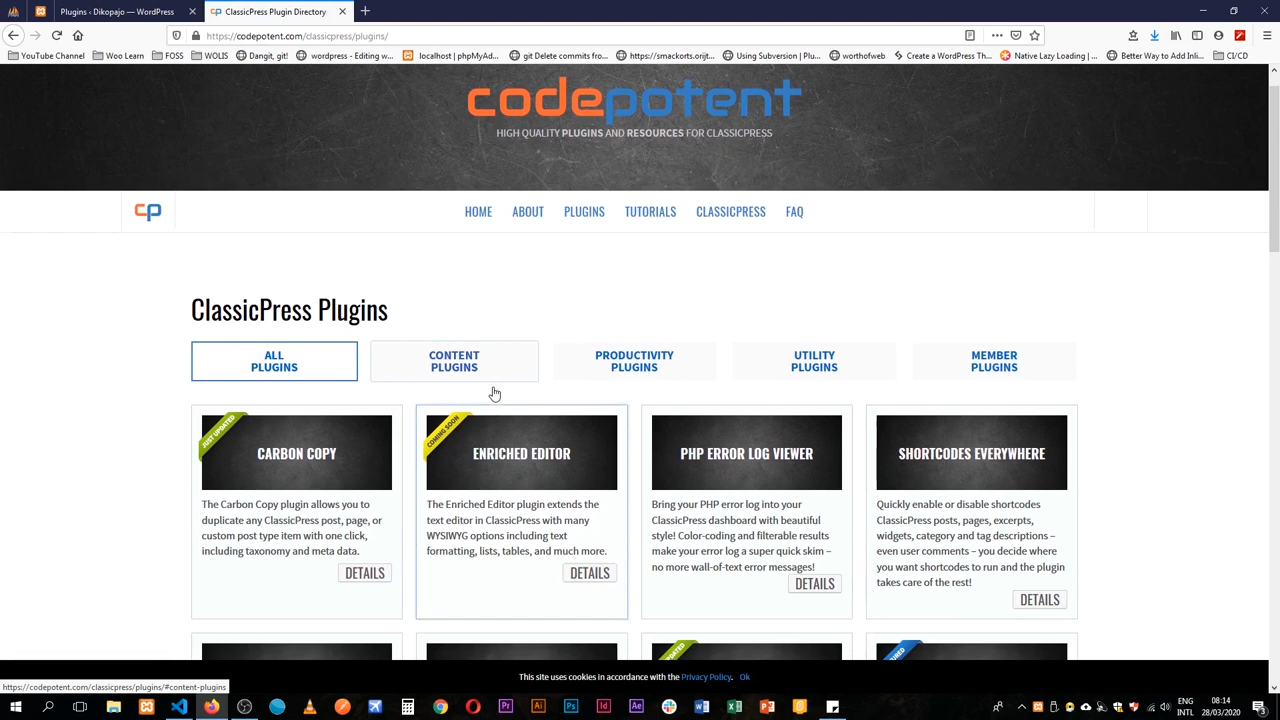 Plugins ‹ Dikopajo — WordPress
ClassicPress Plugin Directory
https://codepotent.com/classicpress/plugins/
YouTube Channel
Woo Learn
FOSS
WOLIS
Dangit, git!
wordpress - Editing w...
localhost | phpMyAd...
git Delete commits fro...
https://smackorts.orijt...
Using Subversion | Plu...
worthofweb
Create a WordPress Th...
Native Lazy Loading | ...
Better Way to Add Inli...
CI/CD
codepotent
HIGH QUALITY PLUGINS AND RESOURCES FOR CLASSICPRESS
cp
HOME
ABOUT
PLUGINS
TUTORIALS
CLASSICPRESS
FAQ
ClassicPress Plugins
ALL
PLUGINS
CONTENT
PLUGINS
PRODUCTIVITY
PLUGINS
UTILITY
PLUGINS
MEMBER
PLUGINS
JUST UPDATED
CARBON COPY
The Carbon Copy plugin allows you to
duplicate any ClassicPress post, page, or
custom post type item with one click,
including taxonomy and meta data.
DETAILS
COMING SOON
ENRICHED EDITOR
The Enriched Editor plugin extends the
text editor in ClassicPress with many
WYSIWYG options including text
formatting, lists, tables, and much more.
DETAILS
PHP ERROR LOG VIEWER
Bring your PHP error log into your
ClassicPress dashboard with beautiful
style! Color-coding and filterable results
make your error log a super quick skim –
no more wall-of-text error messages!
DETAILS
SHORTCODES EVERYWHERE
Quickly enable or disable shortcodes
ClassicPress posts, pages, excerpts,
widgets, category and tag descriptions –
even user comments – you decide where
you want shortcodes to run and the plugin
takes care of the rest!
DETAILS
This site uses cookies in accordance with the Privacy Policy. Ok
https://codepotent.com/classicpress/plugins/#content-plugins
ENG
INTL
08:14
28/03/2020